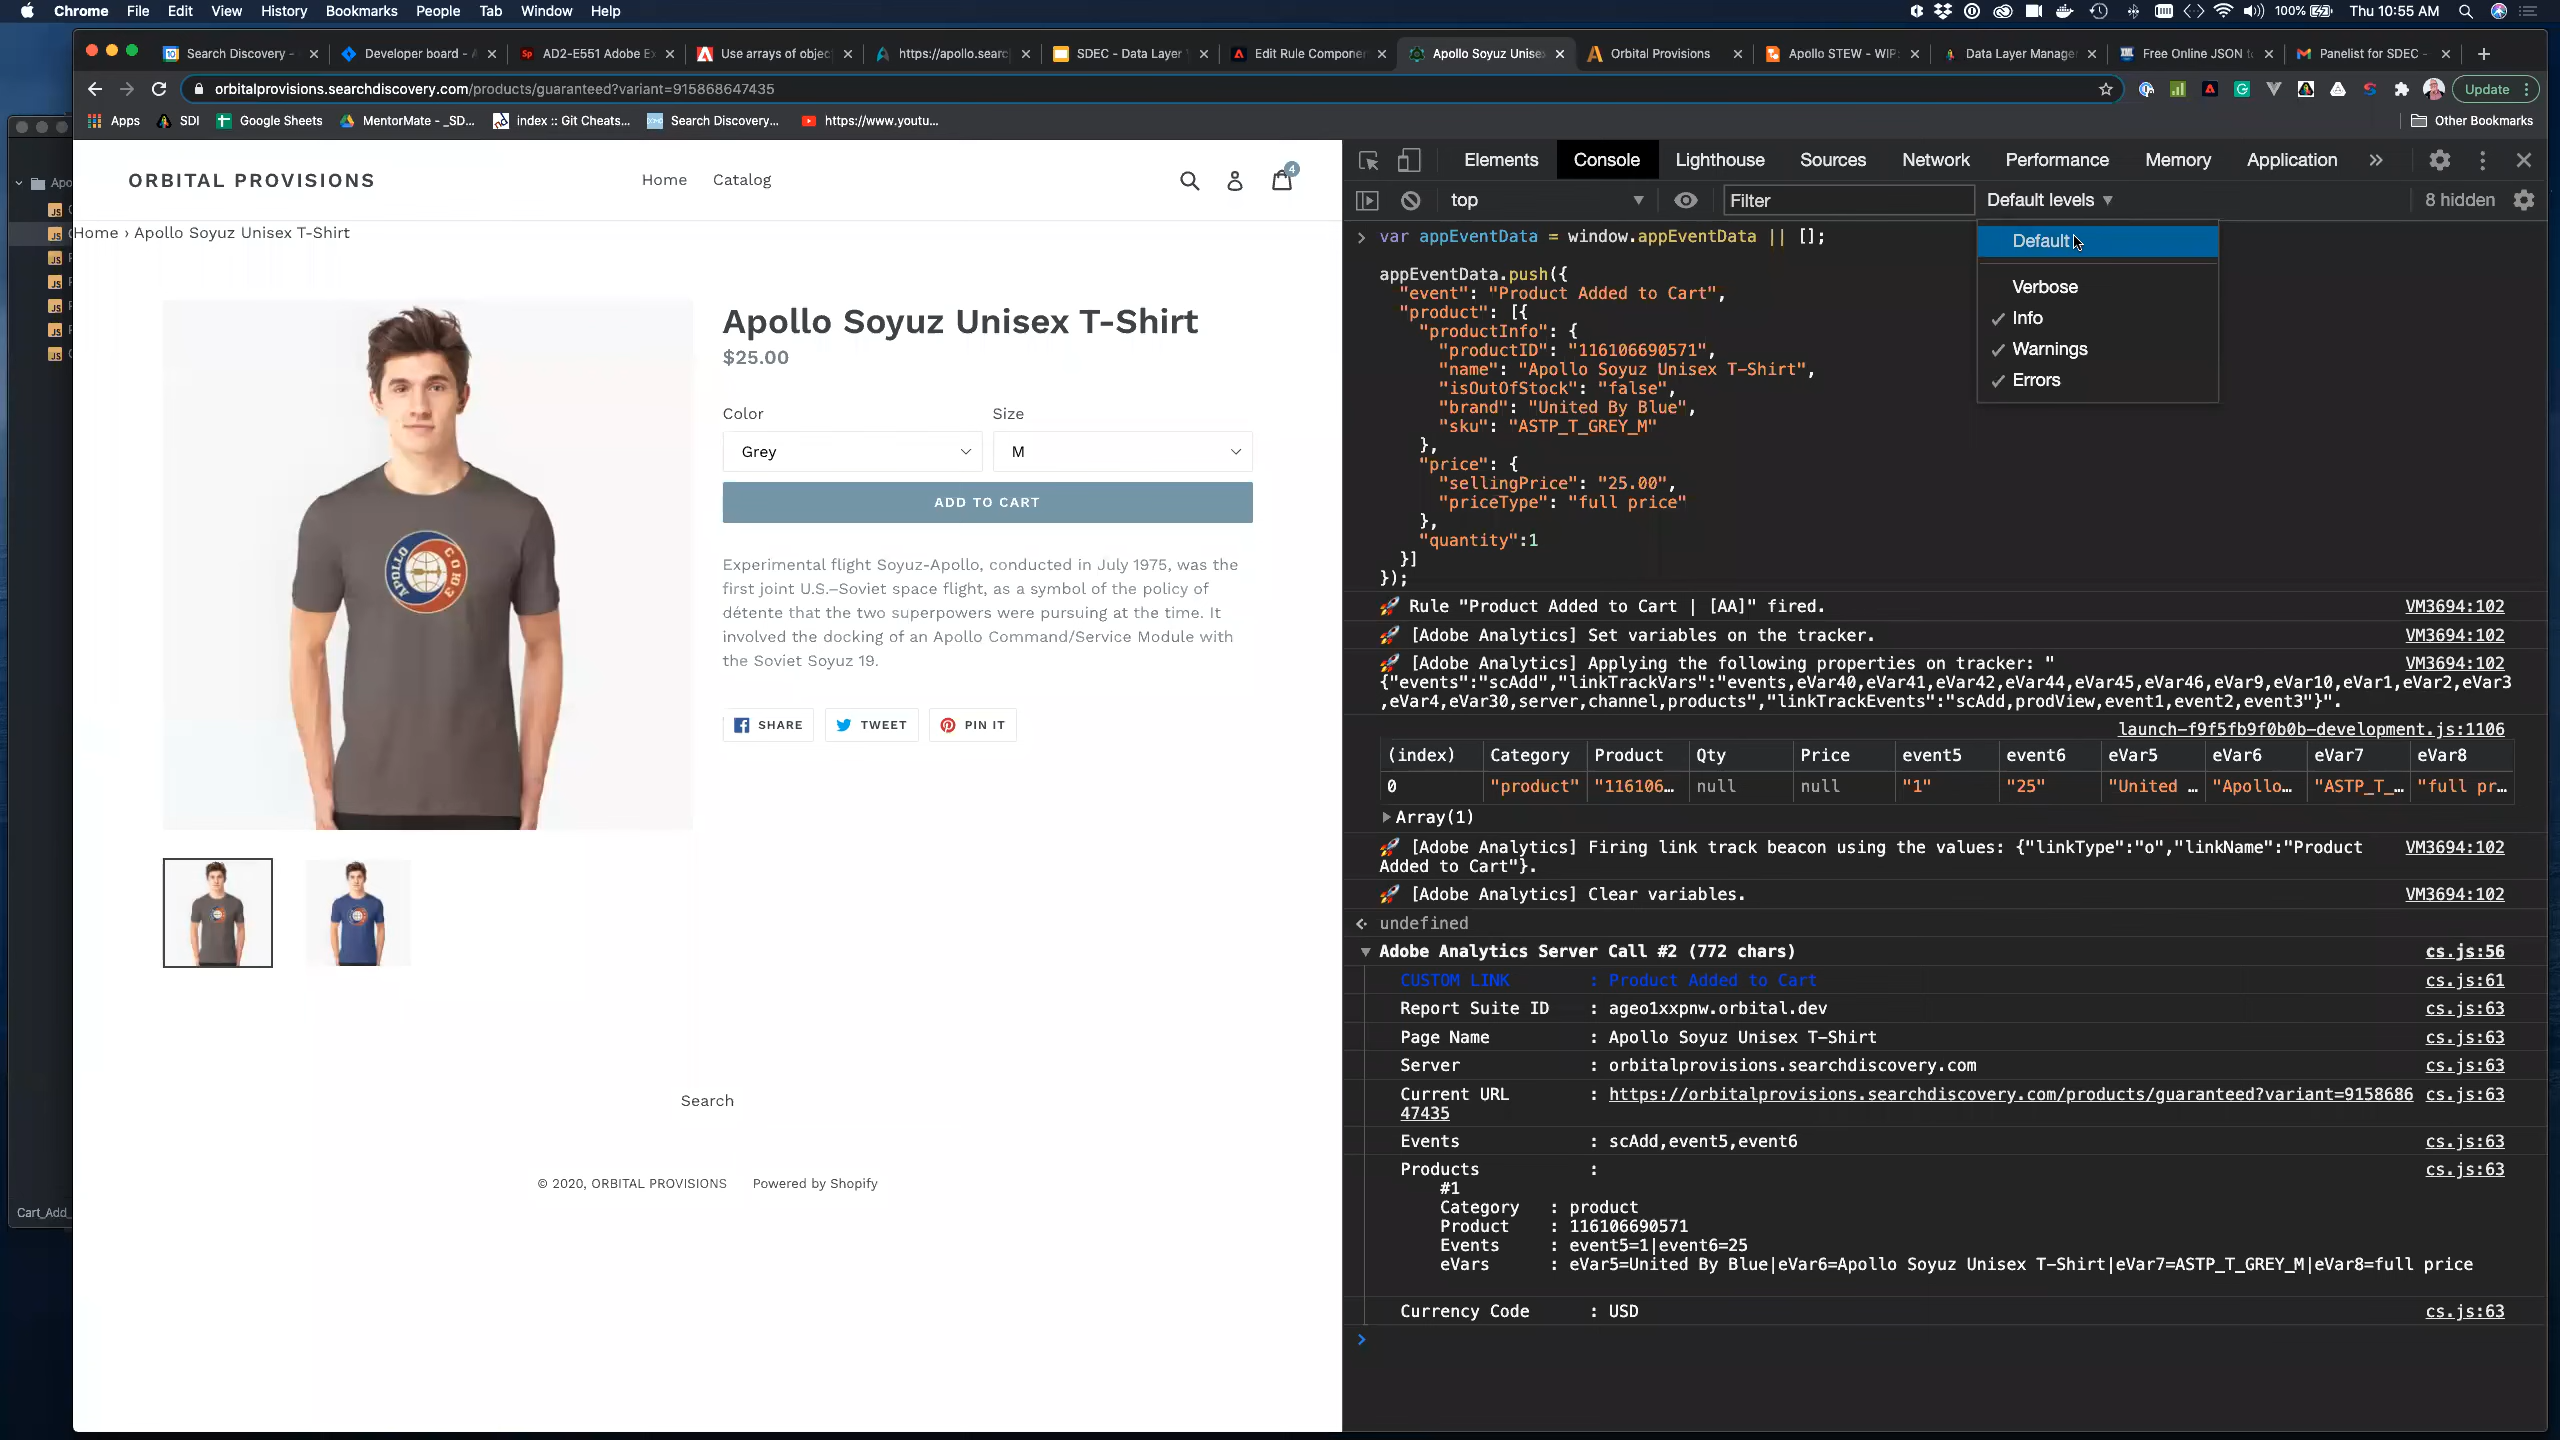 Chrome File Edit View History Bookmarks People Tab Window Help 100% Thu 10:55 AM
Search Discovery - Developer board - A AD2-E551 Adobe Ex Use arrays of objec https://apollo.searc SDEC - Data Layer Edit Rule Componen Apollo Soyuz Unisex Orbital Provisions Apollo STEW - WIP Data Layer Manage Free Online JSON to Panelist for SDEC -
orbitalprovisions.searchdiscovery.com/products/guaranteed?variant=915868647435 Update
Apps SDI Google Sheets MentorMate - _SD... index :: Git Cheats... Search Discovery... https://www.youtu... Other Bookmarks
Apo
Cart_Add_
ORBITAL PROVISIONS Home Catalog 4
Home › Apollo Soyuz Unisex T-Shirt
Apollo Soyuz Unisex T-Shirt
$25.00
Color Size
Grey M
ADD TO CART
Experimental flight Soyuz-Apollo, conducted in July 1975, was the
first joint U.S.–Soviet space flight, as a symbol of the policy of
détente that the two superpowers were pursuing at the time. It
involved the docking of an Apollo Command/Service Module with
the Soviet Soyuz 19.
SHARE TWEET PIN IT
Search
© 2020, ORBITAL PROVISIONS Powered by Shopify
Elements Console Lighthouse Sources Network Performance Memory Application
top Filter Default levels ▼ 8 hidden
Default
Verbose
✓ Info
✓ Warnings
✓ Errors
var appEventData = window.appEventData || [];
appEventData.push({
"event": "Product Added to Cart",
"product": [{
"productInfo": {
"productID": "116106690571",
"name": "Apollo Soyuz Unisex T-Shirt",
"isOutOfStock": "false",
"brand": "United By Blue",
"sku": "ASTP_T_GREY_M"
},
"price": {
"sellingPrice": "25.00",
"priceType": "full price"
},
"quantity":1
}]
});
🚀 Rule "Product Added to Cart | [AA]" fired. VM3694:102
🚀 [Adobe Analytics] Set variables on the tracker. VM3694:102
🚀 [Adobe Analytics] Applying the following properties on tracker: " VM3694:102
{"events":"scAdd","linkTrackVars":"events,eVar40,eVar41,eVar42,eVar44,eVar45,eVar46,eVar9,eVar10,eVar1,eVar2,eVar3
,eVar4,eVar30,server,channel,products","linkTrackEvents":"scAdd,prodView,event1,event2,event3"}".
launch-f9f5fb9f0b0b-development.js:1106
(index) Category Product Qty Price event5 event6 eVar5 eVar6 eVar7 eVar8
0 "product" "116106… null null "1" "25" "United … "Apollo… "ASTP_T_… "full pr…
▶ Array(1)
🚀 [Adobe Analytics] Firing link track beacon using the values: {"linkType":"o","linkName":"Product VM3694:102
Added to Cart"}.
🚀 [Adobe Analytics] Clear variables. VM3694:102
undefined
▼ Adobe Analytics Server Call #2 (772 chars) cs.js:56
CUSTOM LINK : Product Added to Cart cs.js:61
Report Suite ID : ageo1xxpnw.orbital.dev cs.js:63
Page Name : Apollo Soyuz Unisex T-Shirt cs.js:63
Server : orbitalprovisions.searchdiscovery.com cs.js:63
Current URL : https://orbitalprovisions.searchdiscovery.com/products/guaranteed?variant=9158686 cs.js:63
47435
Events : scAdd,event5,event6 cs.js:63
Products : cs.js:63
#1
Category : product
Product : 116106690571
Events : event5=1|event6=25
eVars : eVar5=United By Blue|eVar6=Apollo Soyuz Unisex T-Shirt|eVar7=ASTP_T_GREY_M|eVar8=full price
Currency Code : USD cs.js:63